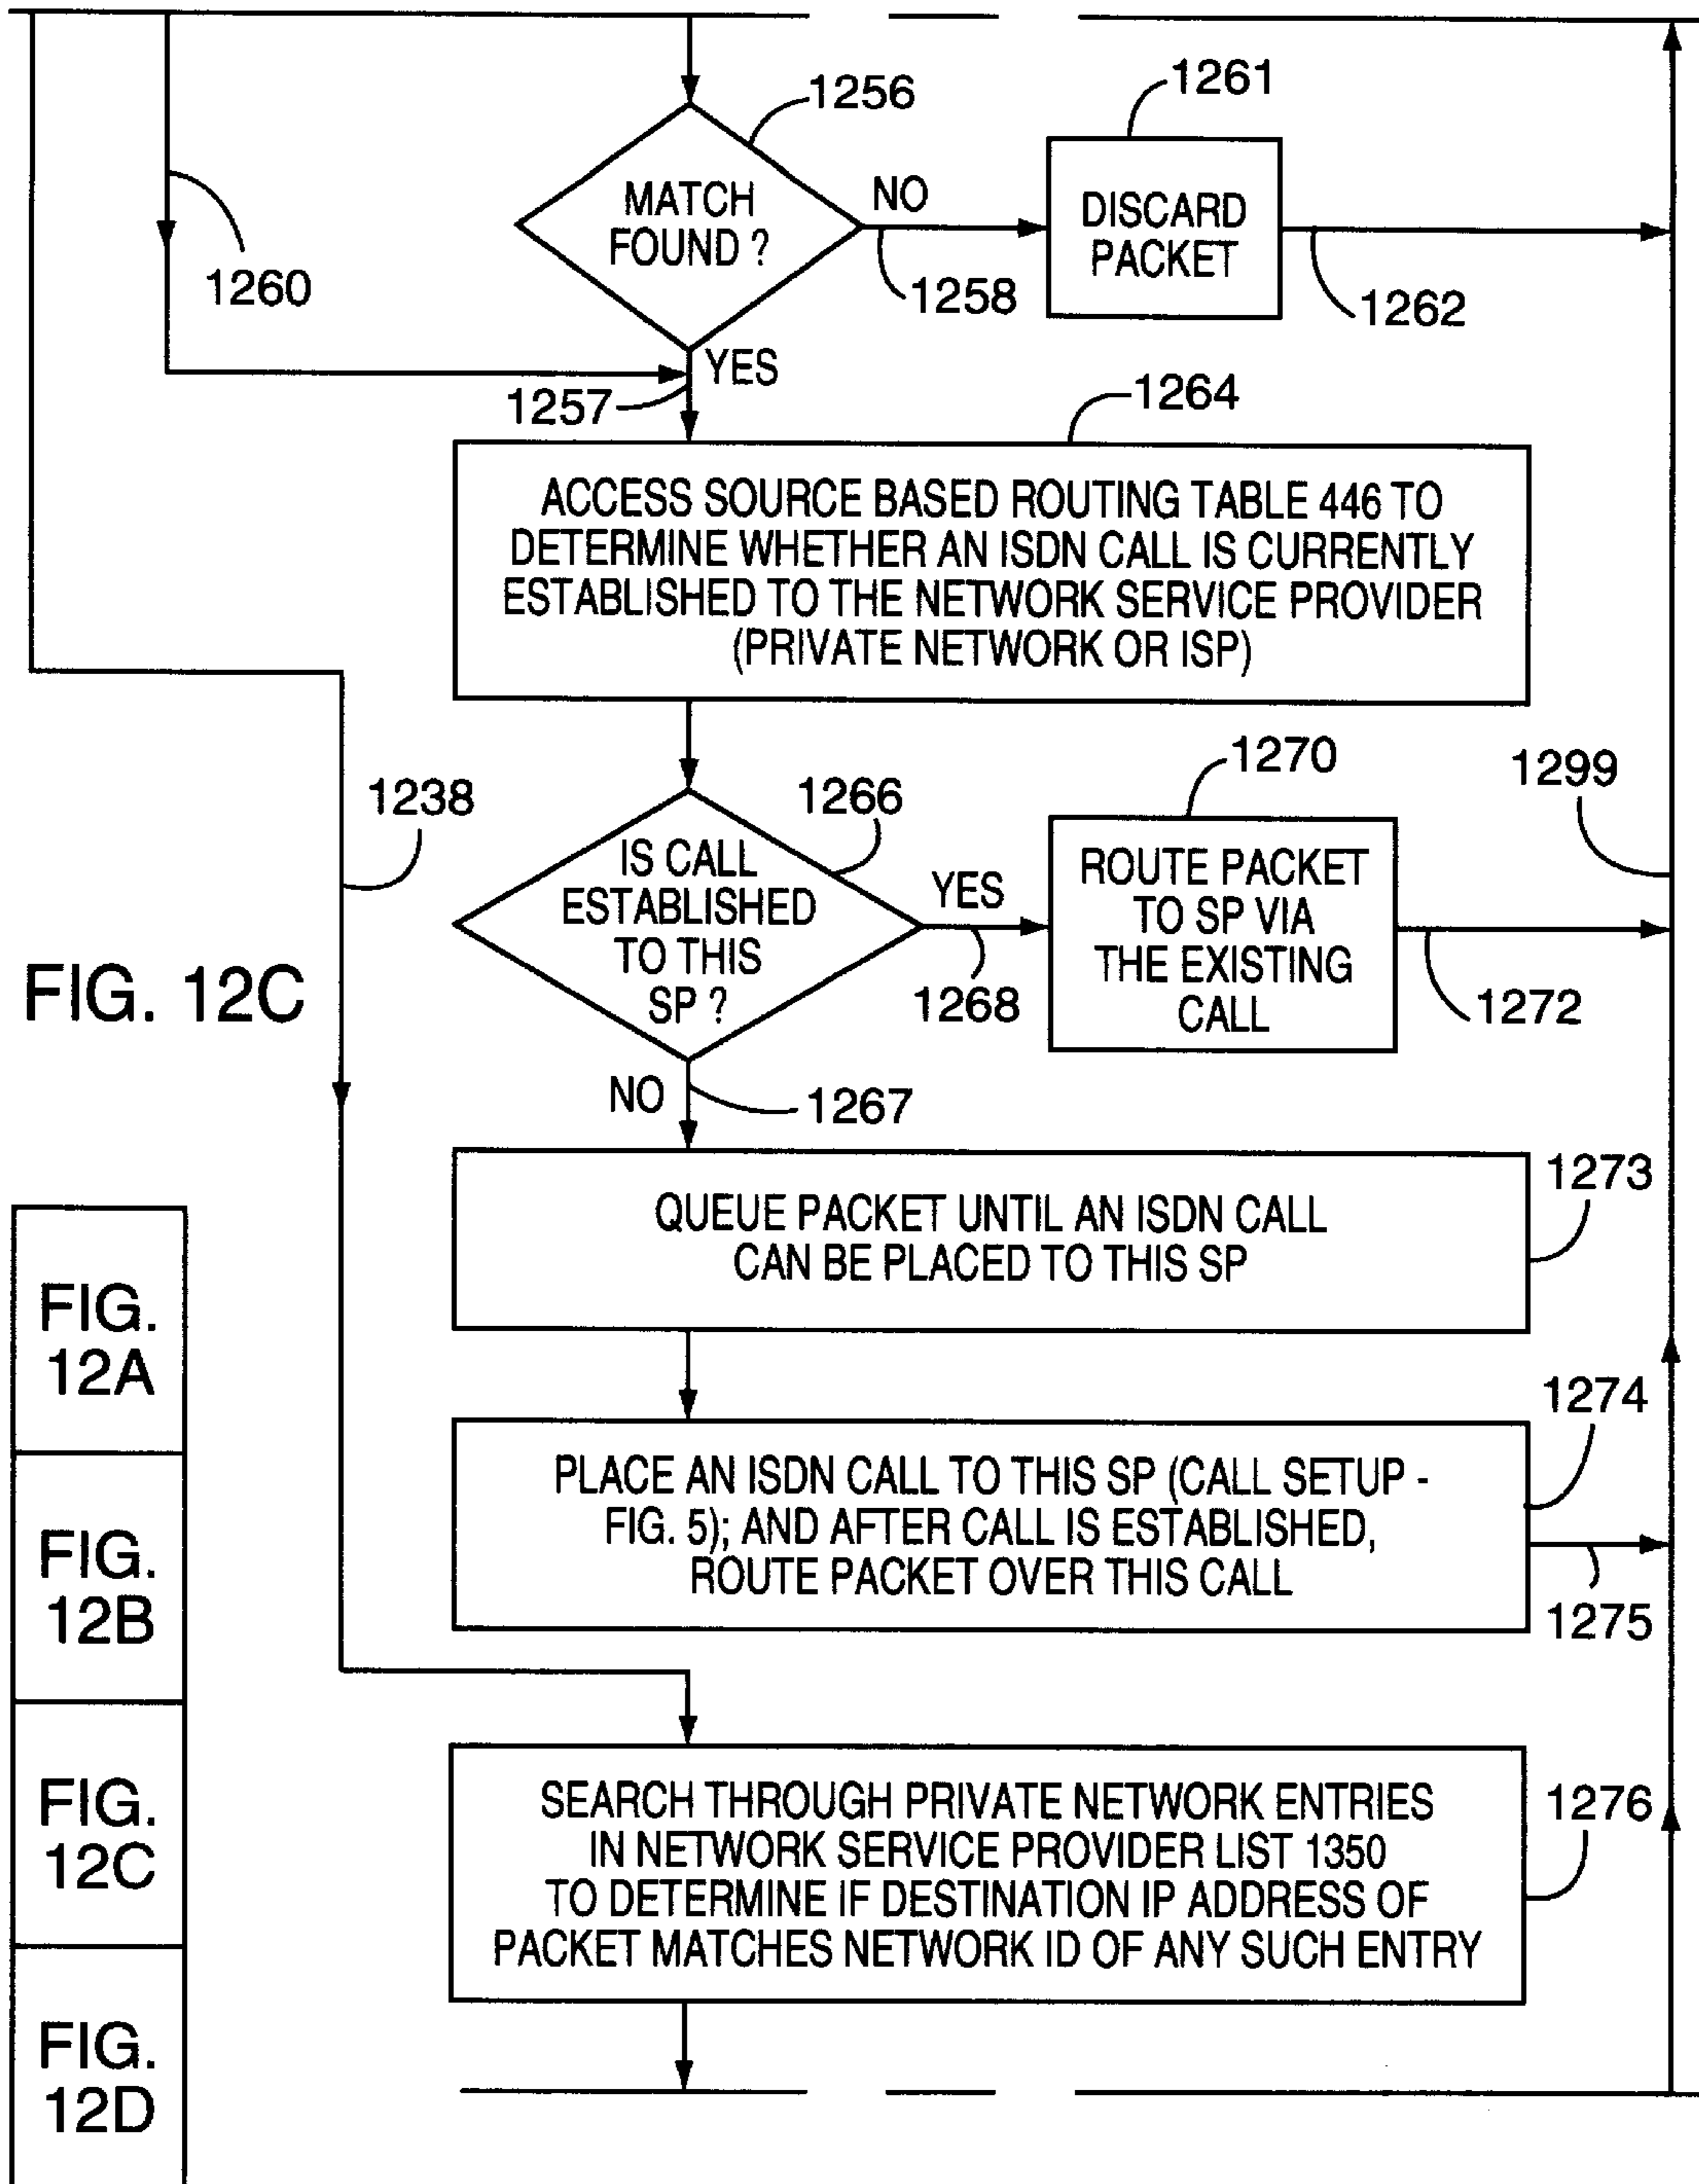 1256
MATCH
FOUND ?
NO
1258
1261
DISCARD
PACKET
1262
1260
YES
1257
1264
ACCESS SOURCE BASED ROUTING TABLE 446 TO
DETERMINE WHETHER AN ISDN CALL IS CURRENTLY
ESTABLISHED TO THE NETWORK SERVICE PROVIDER
(PRIVATE NETWORK OR ISP)
1238
1266
IS CALL
ESTABLISHED
TO THIS
SP ?
YES
1268
1270
ROUTE PACKET
TO SP VIA
THE EXISTING
CALL
1272
1299
FIG. 12C
NO
1267
QUEUE PACKET UNTIL AN ISDN CALL
CAN BE PLACED TO THIS SP
1273
PLACE AN ISDN CALL TO THIS SP (CALL SETUP -
FIG. 5); AND AFTER CALL IS ESTABLISHED,
ROUTE PACKET OVER THIS CALL
1274
1275
SEARCH THROUGH PRIVATE NETWORK ENTRIES
IN NETWORK SERVICE PROVIDER LIST 1350
TO DETERMINE IF DESTINATION IP ADDRESS OF
PACKET MATCHES NETWORK ID OF ANY SUCH ENTRY
1276
FIG.
12A
FIG.
12B
FIG.
12C
FIG.
12D